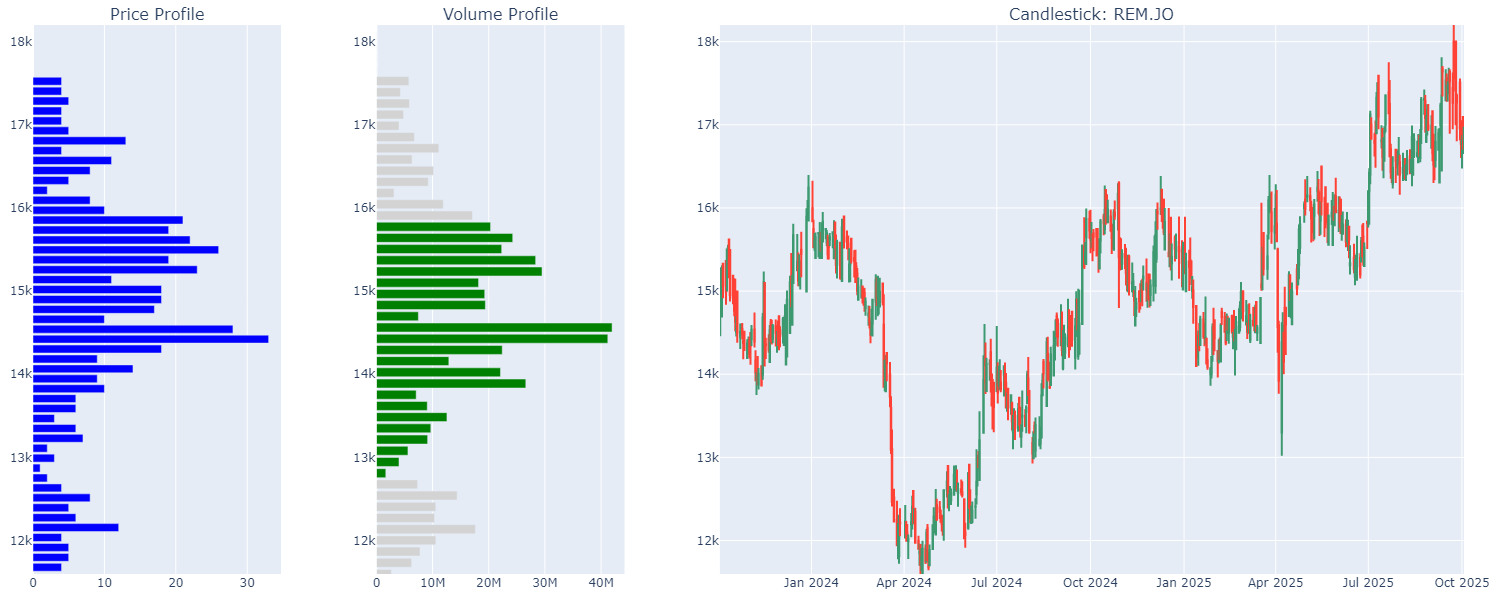 Price Profile
Volume Profile
Candlestick: REM.JO
18k
17k
16k
15k
14k
13k
12k
0
10
20
30
18k
17k
16k
15k
14k
13k
12k
0
10M
20M
30M
40M
18k
17k
16k
15k
14k
13k
12k
Jan 2024
Apr 2024
Jul 2024
Oct 2024
Jan 2025
Apr 2025
Jul 2025
Oct 2025